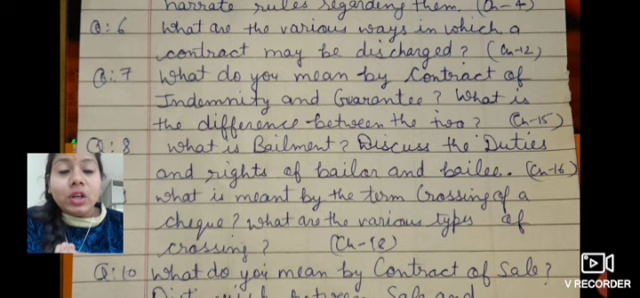 narrate rules regarding them. (Ch-4)
Q:6 What are the various ways in which a
contract may be discharged? (Ch-12)
Q:7 What do you mean by Contract of
Indemnity and Guarantee? What is
the difference between the two? (Ch-15)
Q:8 What is Bailment? Discuss the Duties
and rights of bailor and bailee. (Ch-16)
What is meant by the term Crossing of a
cheque? What are the various types of
crossing? (Ch-18)
Q:10 What do you mean by Contract of Sale?
between Sale and
V RECORDER